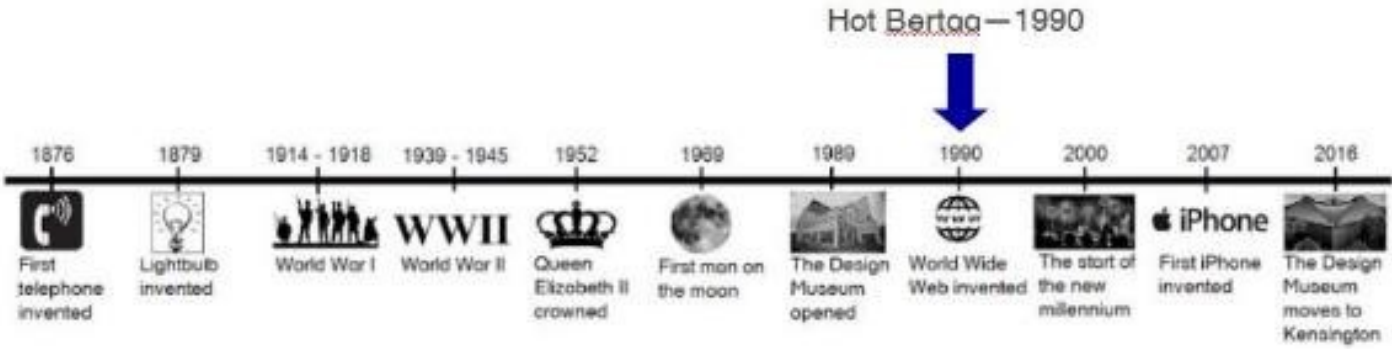 Hot Bertaa—1990
1876
1879
1914 - 1918
1939 - 1945
1952
1969
1989
1990
2000
2007
2016
First
telephone
invented
Lightbulb
invented
World War I
WWII
World War II
Queen
Elizabeth II
crowned
First man on
the moon
The Design
Museum
opened
WWW
World Wide
Web invented
The start of
the new
millennium
iPhone
First iPhone
invented
The Design
Museum
moves to
Kensington